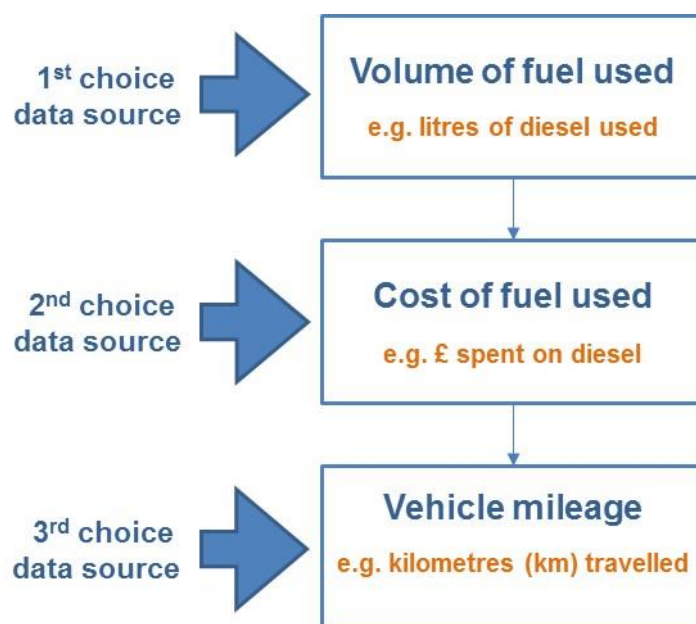 1st choice
data source
Volume of fuel used
e.g. litres of diesel used
2nd choice
data source
Cost of fuel used
e.g. £ spent on diesel
3rd choice
data source
Vehicle mileage
e.g. kilometres (km) travelled